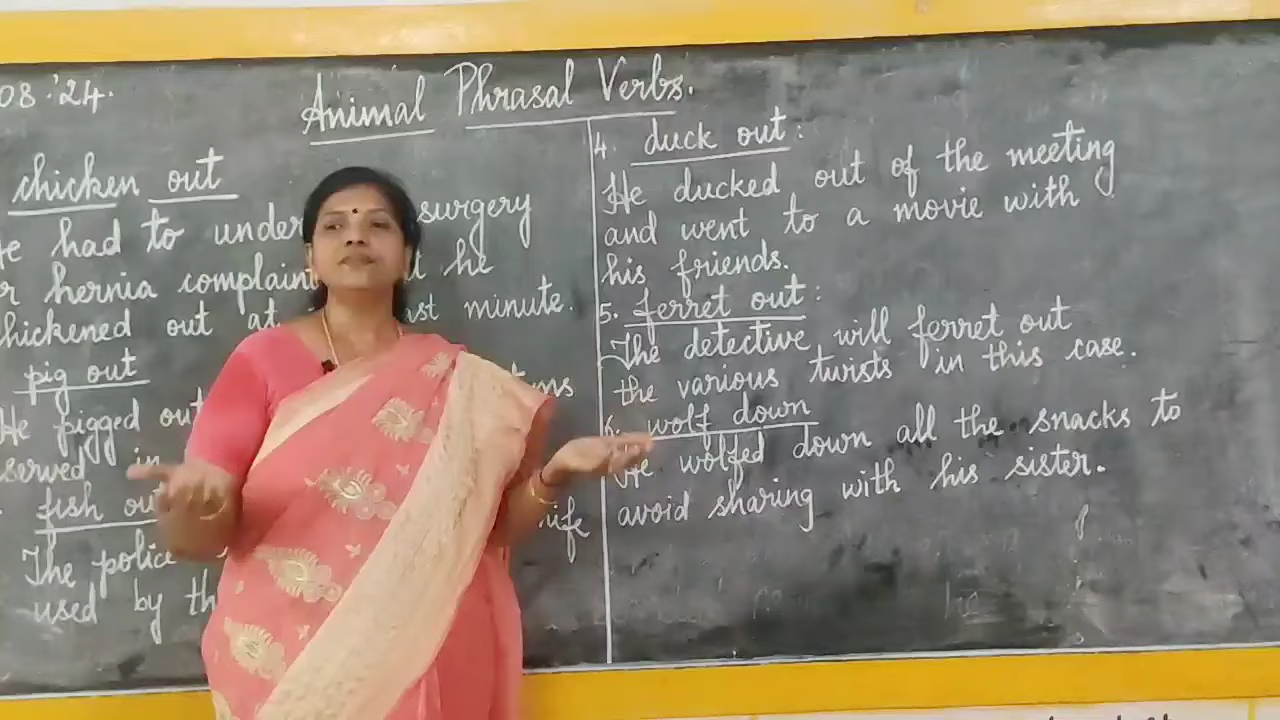 08.'24.
Animal Phrasal Verbs.
chicken out
He had to under surgery
hernia complain he
chickened out at minute.
pig out
He pigged out
served in
fish ou
The police
used by th
4. duck out :
He ducked out of the meeting
and went to a movie with
his friends.
5. ferret out :
The detective will ferret out
the various twists in this case.
6. wolf down
He wolfed down all the snacks to
avoid sharing with his sister.